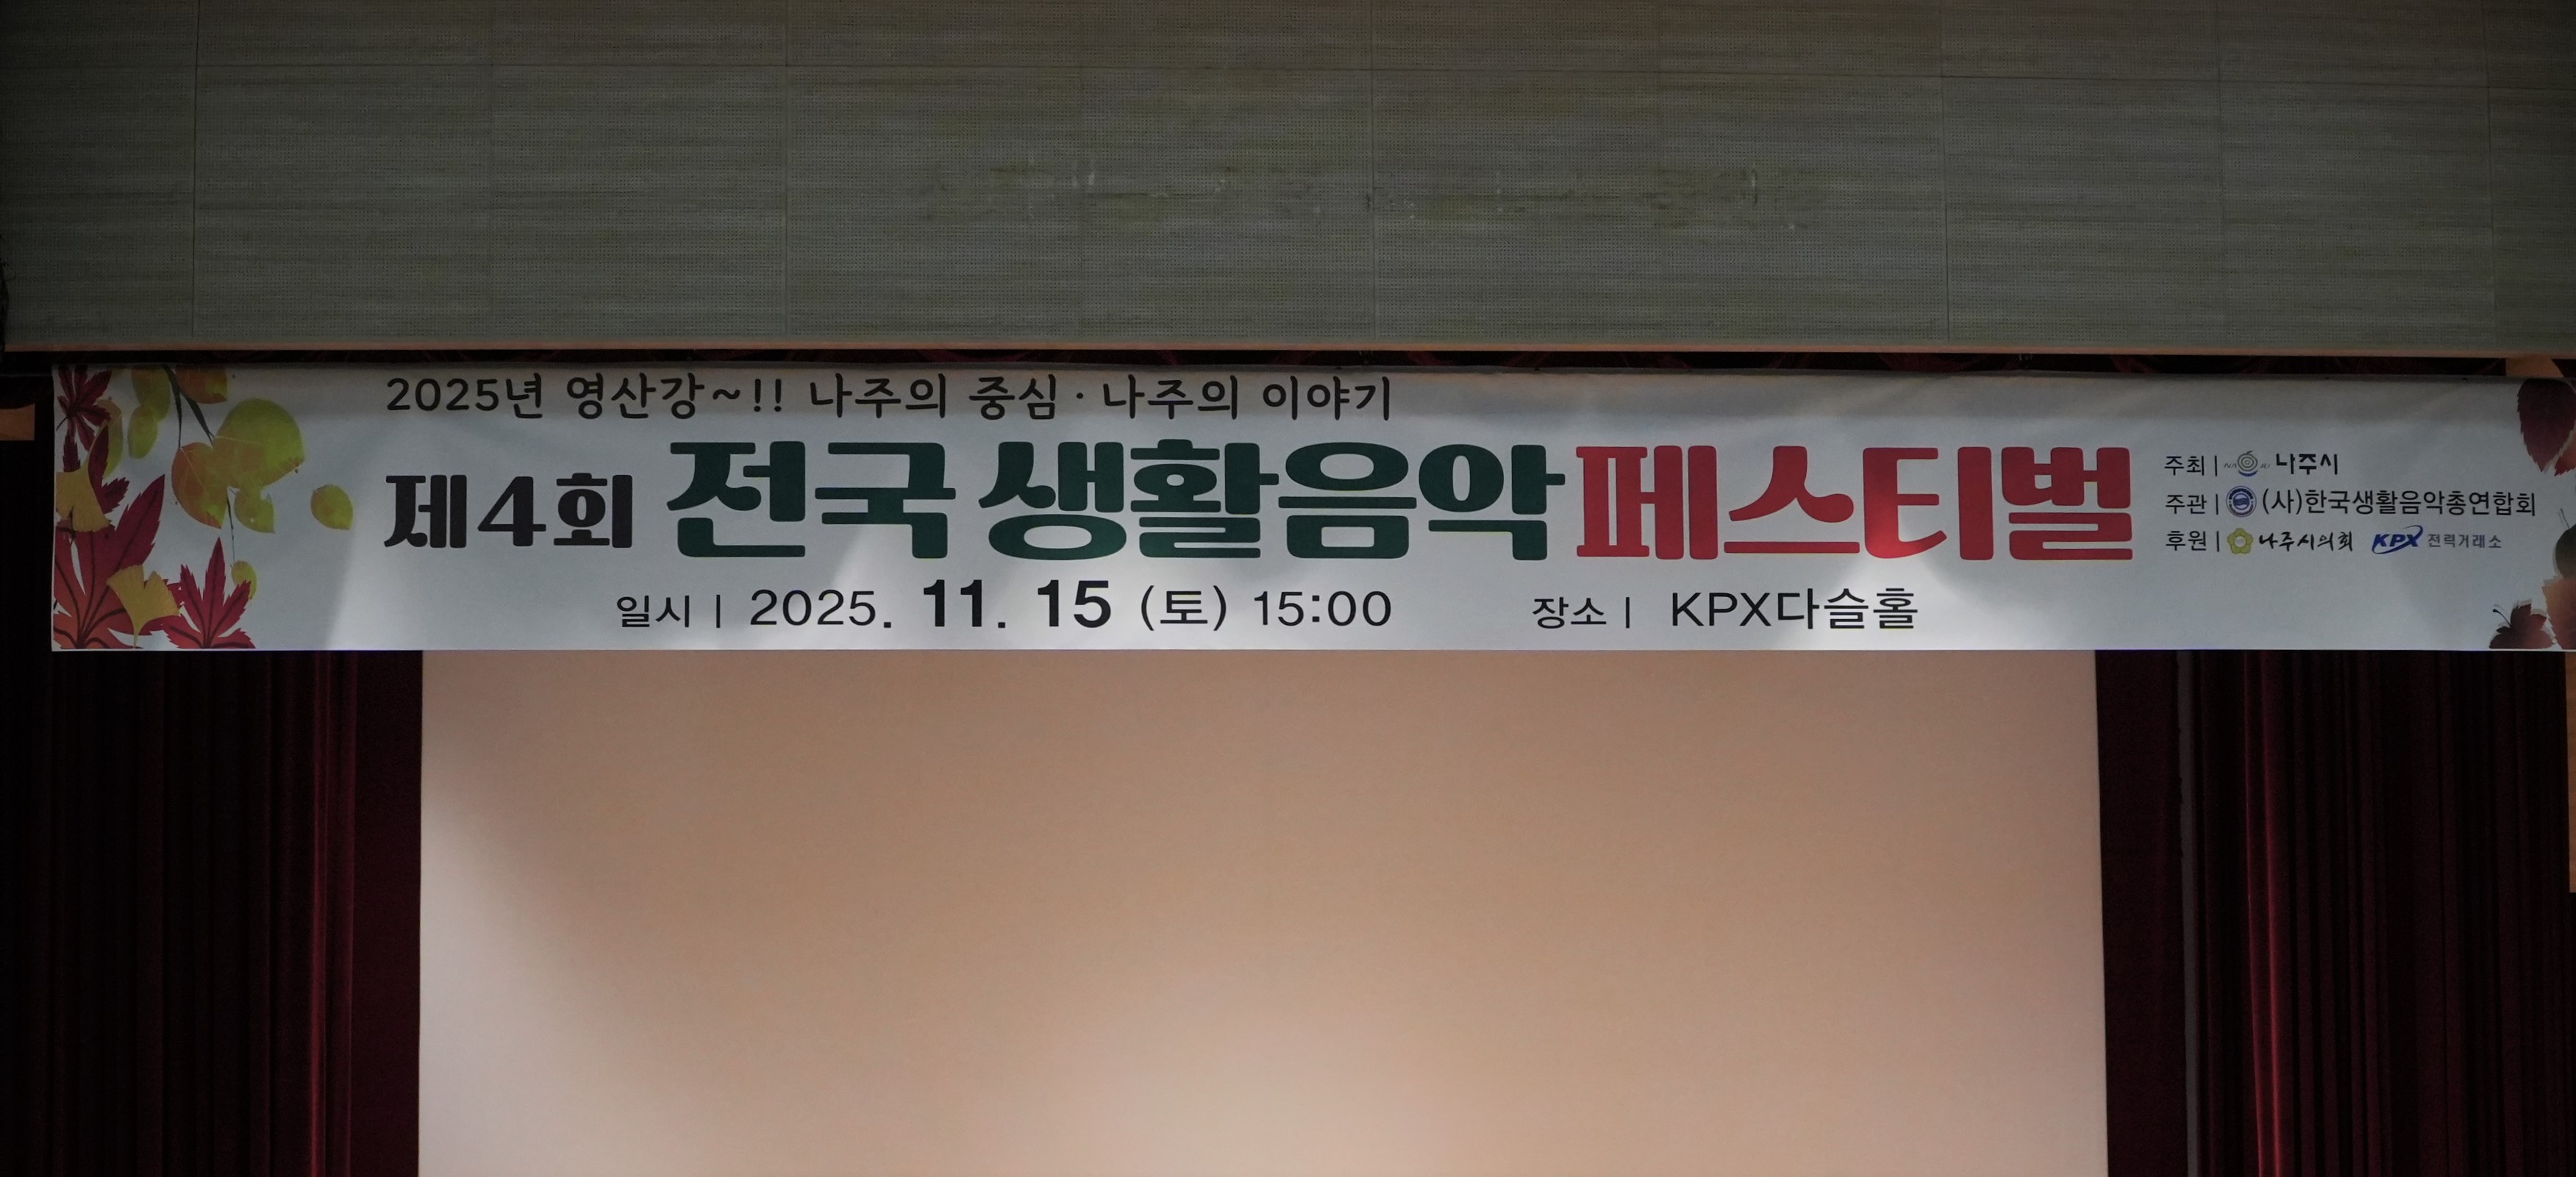 2025년 영산강~!! 나주의 중심·나주의 이야기
제4회 전국생활음악페스티벌
일시 | 2025. 11. 15 (토) 15:00 장소 | KPX다슬홀
주최 | 나주시
주관 | (사)한국생활음악총연합회
후원 | 나주시의회 KPX 전력거래소